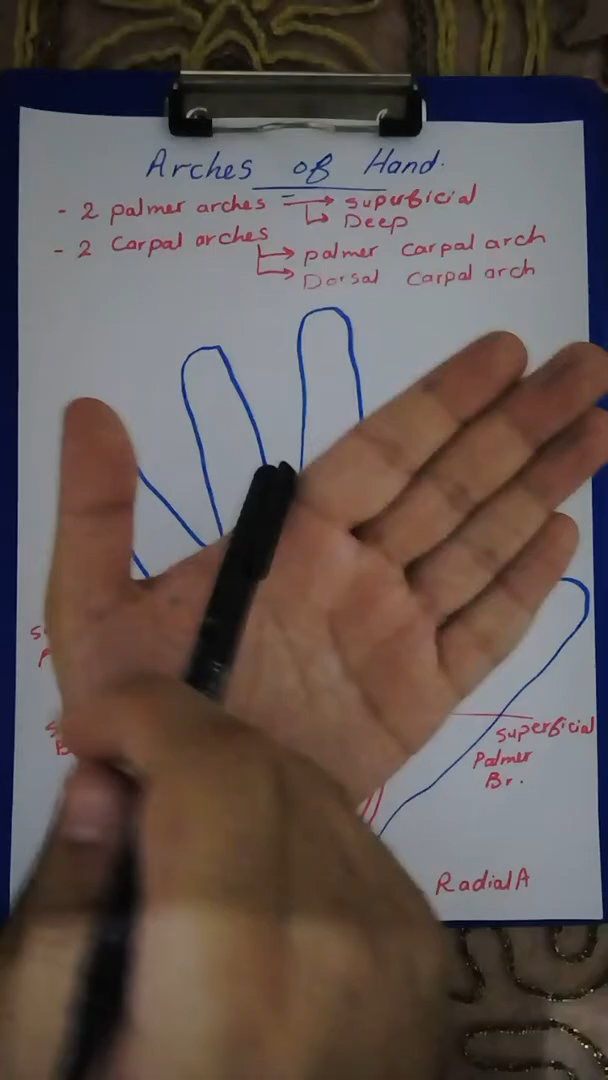 Arches of Hand.
- 2 palmer arches → superficial
→ Deep
- 2 Carpal arches
→ palmer carpal arch
→ Dorsal carpal arch
superficial
Palmer
Br.
Radial A